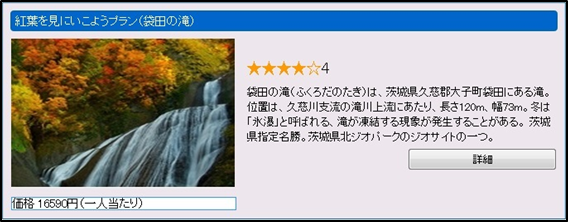 紅葉を見にいこうようプラン（袋田の滝）
★★★★☆4
袋田の滝（ふくろだのたき）は、茨城県久慈郡大子町袋田にある滝。
位置は、久慈川支流の滝川上流にあたり、長さ120m、幅73m。冬は
「氷瀑」と呼ばれる、滝が凍結する現象が発生することがある。茨城
県指定名勝。茨城県北ジオパークのジオサイトの一つ。
詳細
価格 16590円（一人当たり）